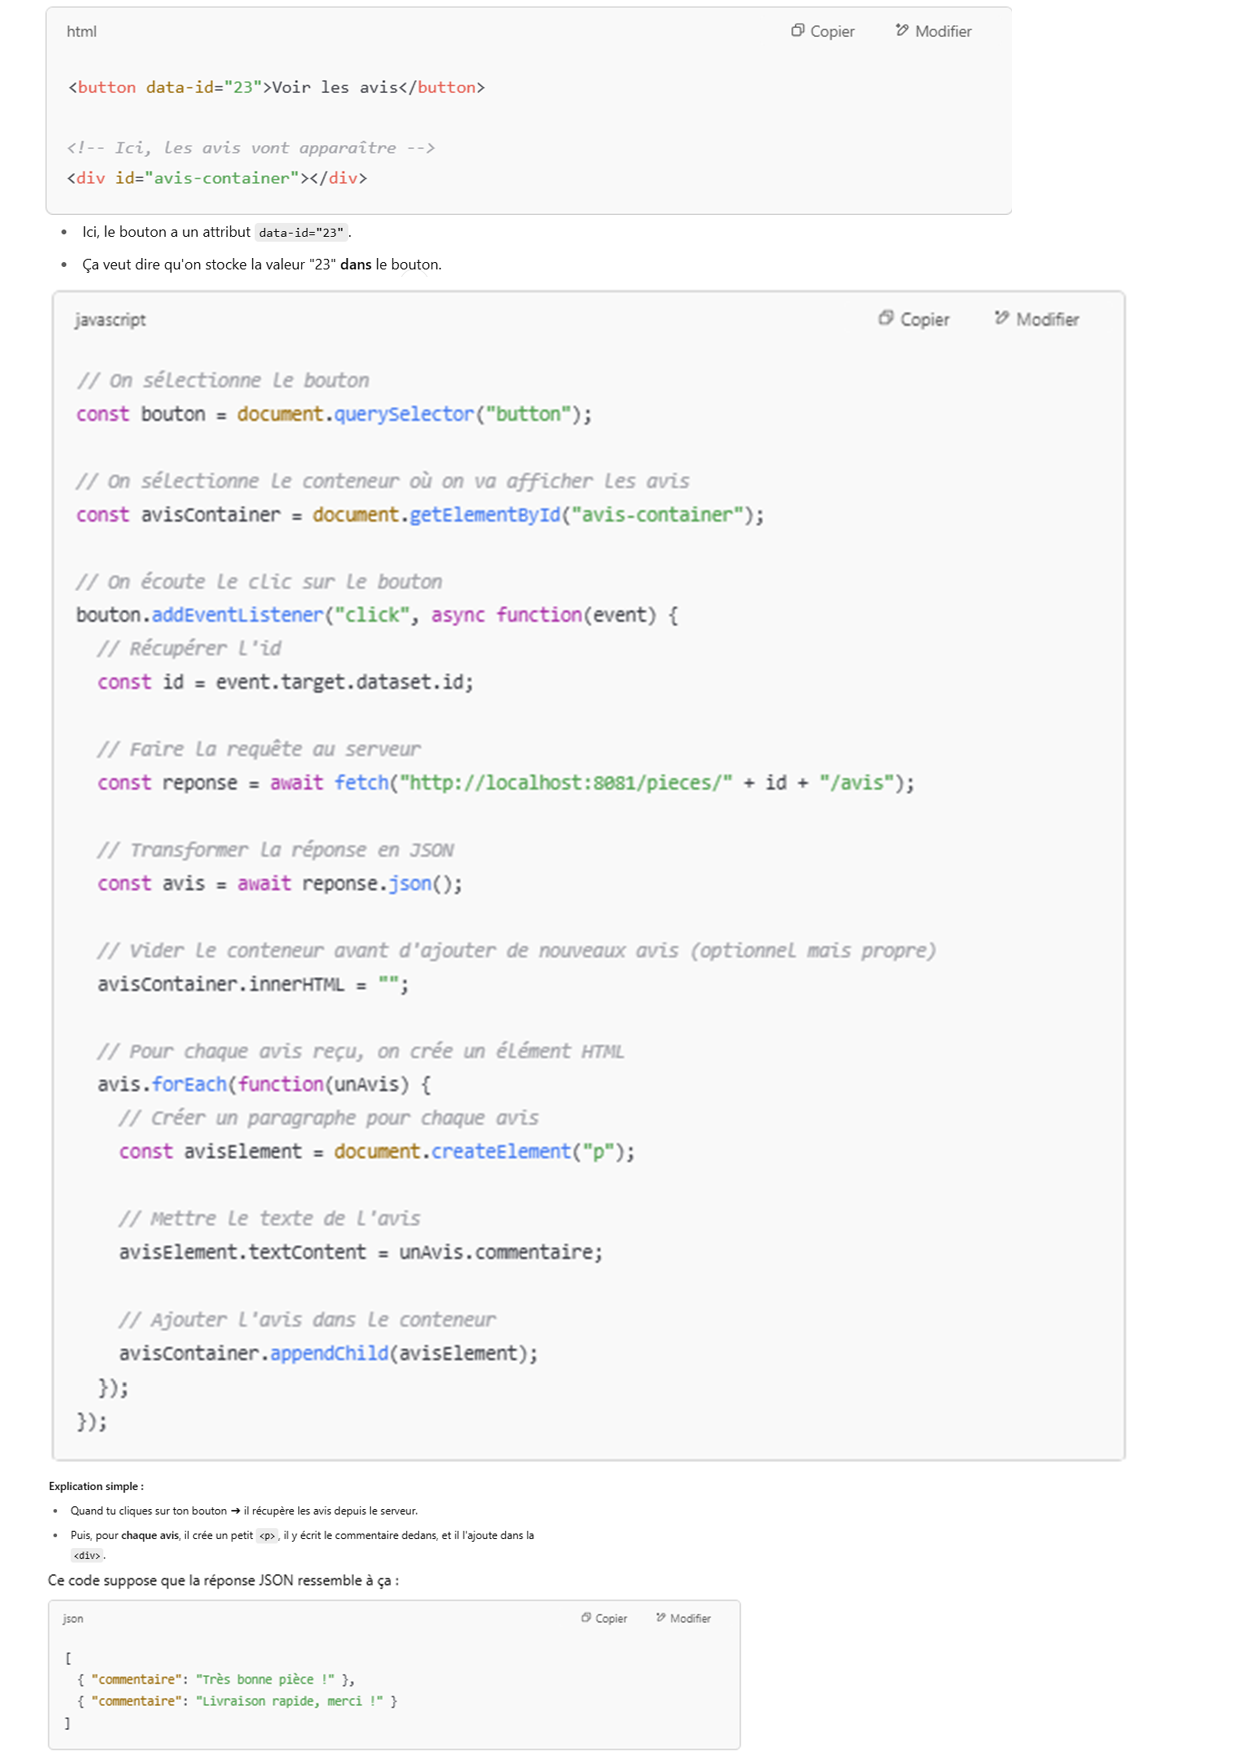 html Copier Modifier
<button data-id="23">Voir les avis</button>
<!-- Ici, les avis vont apparaître -->
<div id="avis-container"></div>
• Ici, le bouton a un attribut data-id="23".
• Ça veut dire qu'on stocke la valeur "23" dans le bouton.
javascript Copier Modifier
// On sélectionne le bouton
const bouton = document.querySelector("button");
// On sélectionne le conteneur où on va afficher les avis
const avisContainer = document.getElementById("avis-container");
// On écoute le clic sur le bouton
bouton.addEventListener("click", async function(event) {
  // Récupérer l'id
  const id = event.target.dataset.id;
  // Faire la requête au serveur
  const reponse = await fetch("http://localhost:8081/pieces/" + id + "/avis");
  // Transformer la réponse en JSON
  const avis = await reponse.json();
  // Vider le conteneur avant d'ajouter de nouveaux avis (optionnel mais propre)
  avisContainer.innerHTML = "";
  // Pour chaque avis reçu, on crée un élément HTML
  avis.forEach(function(unAvis) {
    // Créer un paragraphe pour chaque avis
    const avisElement = document.createElement("p");
    // Mettre le texte de l'avis
    avisElement.textContent = unAvis.commentaire;
    // Ajouter l'avis dans le conteneur
    avisContainer.appendChild(avisElement);
  });
});
Explication simple :
• Quand tu cliques sur ton bouton ➔ il récupère les avis depuis le serveur.
• Puis, pour chaque avis, il crée un petit <p>, il y écrit le commentaire dedans, et il l'ajoute dans la
<div>.
Ce code suppose que la réponse JSON ressemble à ça :
json Copier Modifier
[
  { "commentaire": "Très bonne pièce !" },
  { "commentaire": "Livraison rapide, merci !" }
]